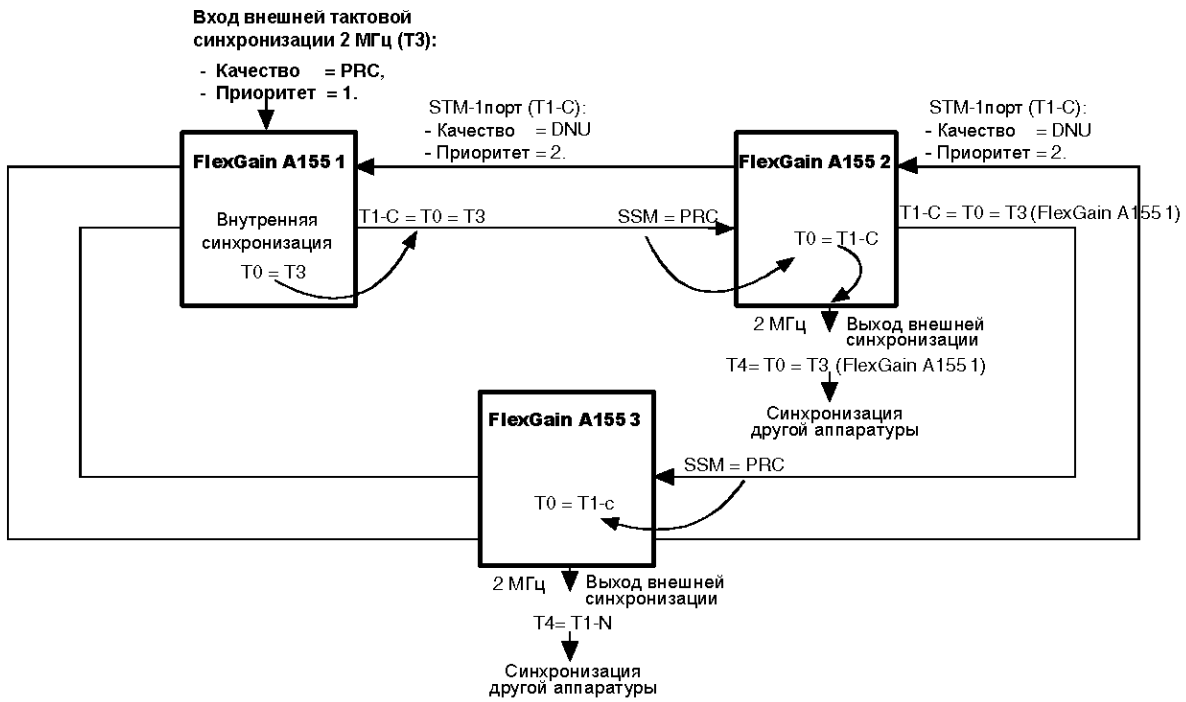 Вход внешней тактовой
синхронизации 2 МГц (Т3):
- Качество = PRC,
- Приоритет = 1.
STM-1порт (T1-C):
- Качество = DNU
- Приоритет = 2.
STM-1порт (T1-C):
- Качество = DNU
- Приоритет = 2.
FlexGain A155 1
FlexGain A155 2
Внутренняя
синхронизация
T0 = T3
T1-C = T0 = T3
SSM = PRC
T0 = T1-C
T1-C = T0 = T3 (FlexGain A155 1)
2 МГц
Выход внешней
синхронизации
T4= T0 = T3 (FlexGain A155 1)
Синхронизация
другой аппаратуры
FlexGain A155 3
SSM = PRC
T0 = T1-c
2 МГц
Выход внешней
синхронизации
T4= T1-N
Синхронизация
другой аппаратуры